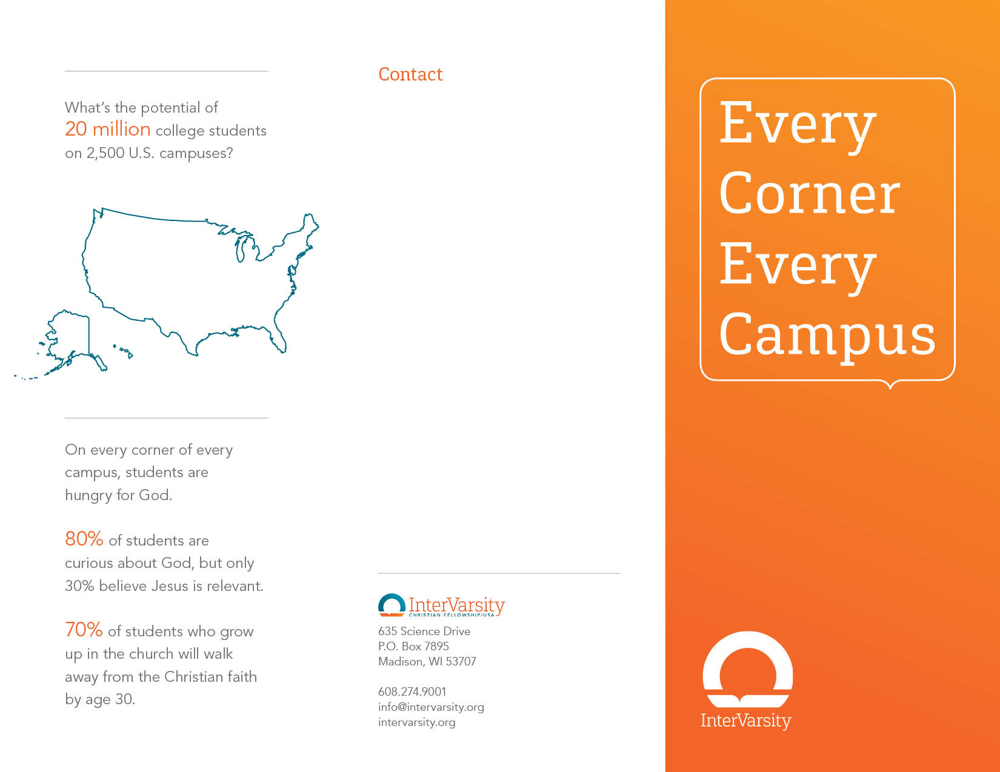 What's the potential of
20 million college students
on 2,500 U.S. campuses?
On every corner of every
campus, students are
hungry for God.
80% of students are
curious about God, but only
30% believe Jesus is relevant.
70% of students who grow
up in the church will walk
away from the Christian faith
by age 30.
Contact
InterVarsity
CHRISTIAN FELLOWSHIP/USA
635 Science Drive
P.O. Box 7895
Madison, WI 53707
608.274.9001
info@intervarsity.org
intervarsity.org
Every
Corner
Every
Campus
InterVarsity